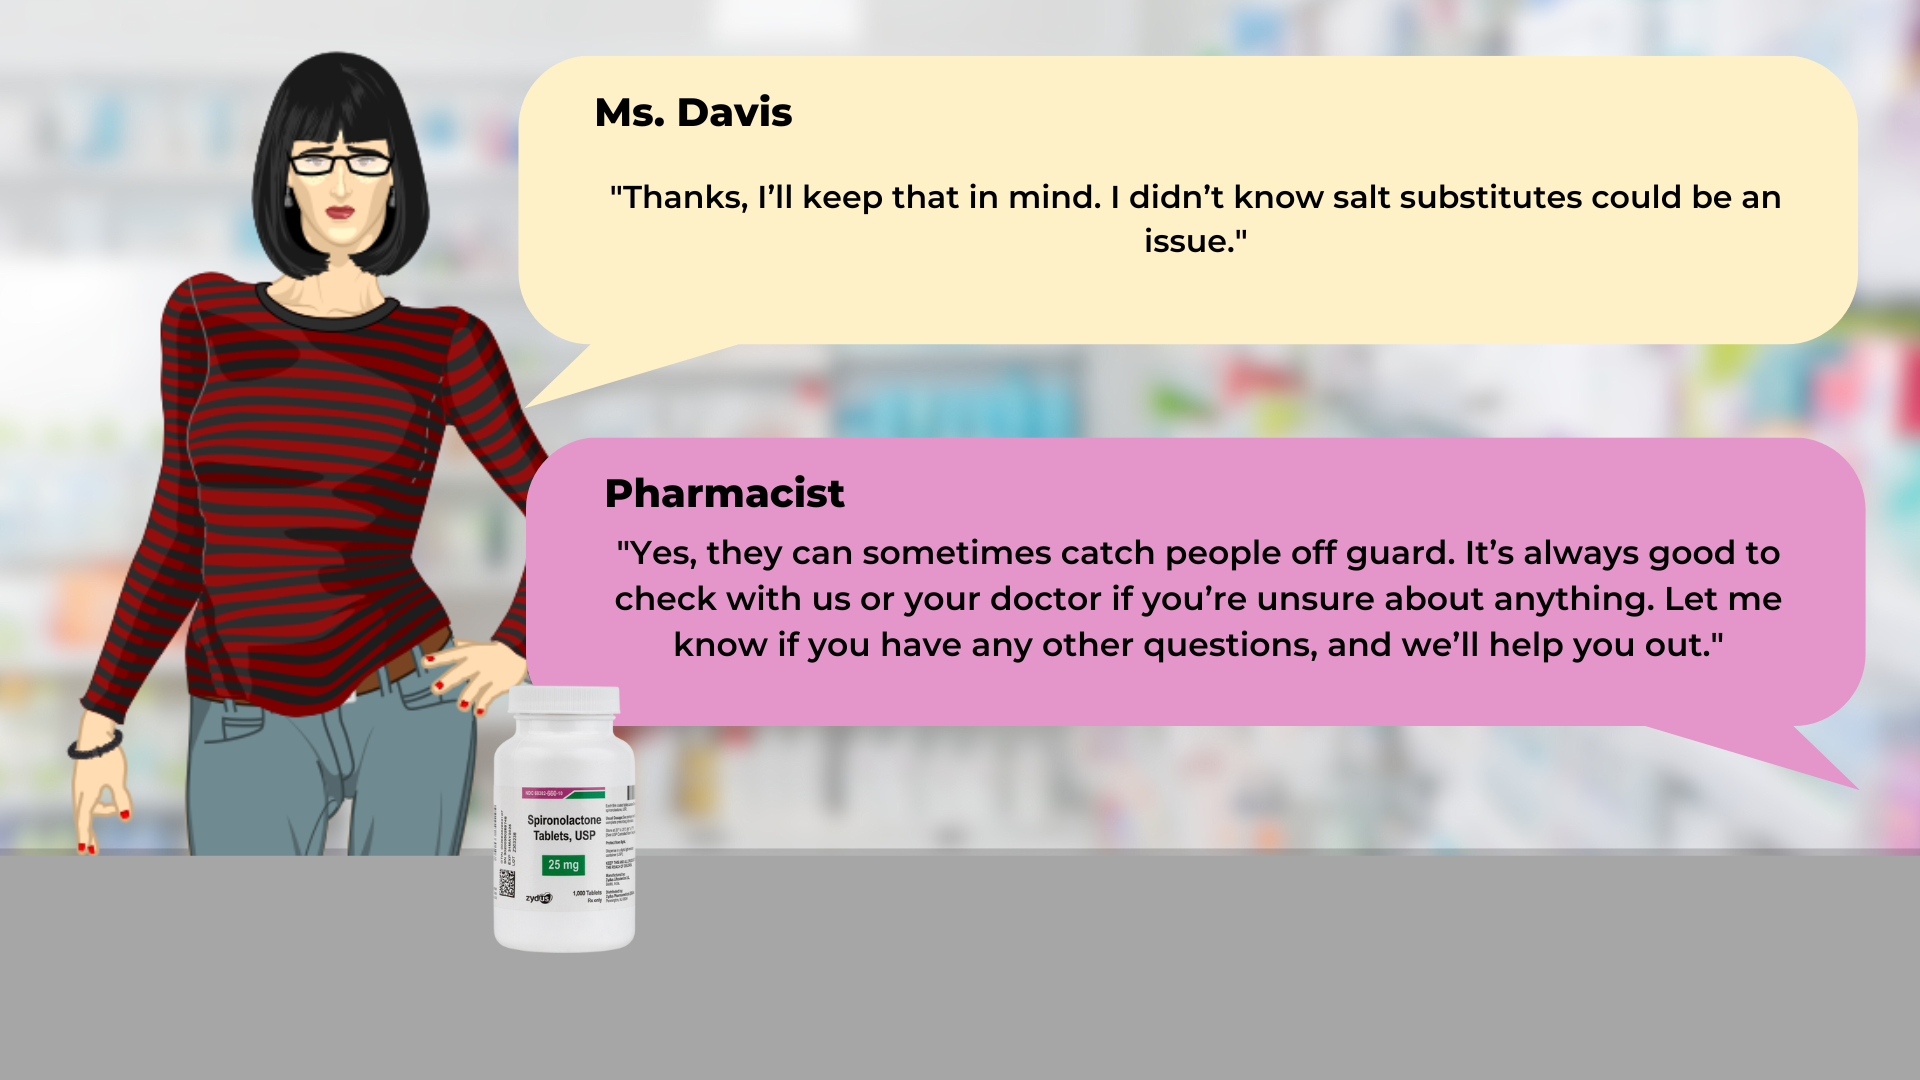 Ms. Davis
"Thanks, I’ll keep that in mind. I didn’t know salt substitutes could be an
issue."
Pharmacist
"Yes, they can sometimes catch people off guard. It’s always good to
check with us or your doctor if you’re unsure about anything. Let me
know if you have any other questions, and we’ll help you out."
Spironolactone
Tablets, USP
25 mg
zydus
1,000 Tablets
Rx only